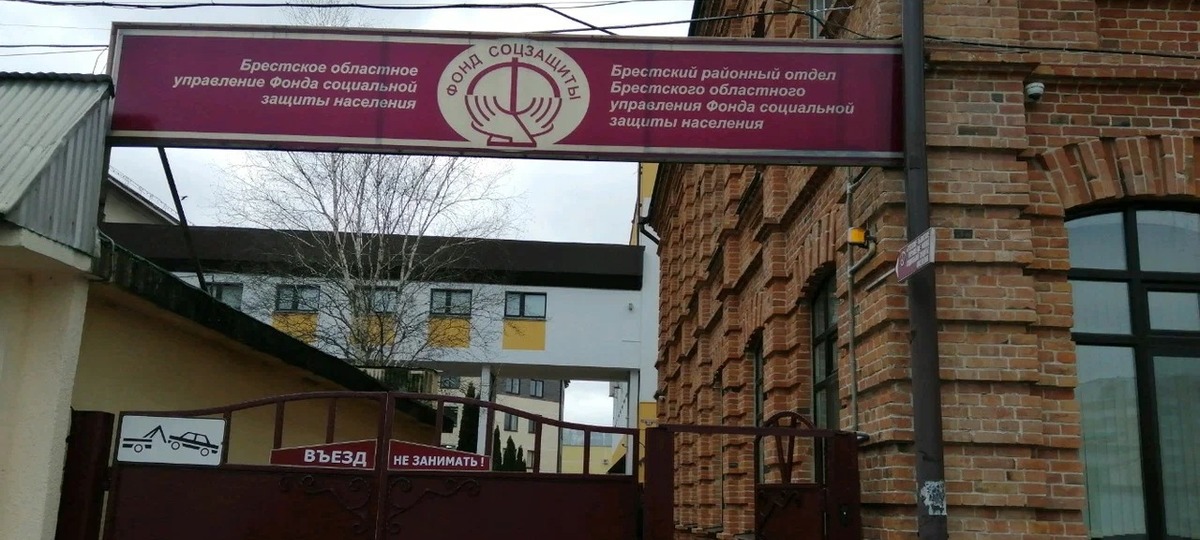 Брестское областное
управление Фонда социальной
защиты населения
ФОНД СОЦЗАЩИТЫ
Брестский районный отдел
Брестского областного
управления Фонда социальной
защиты населения
ВЪЕЗД
НЕ ЗАНИМАТЬ!